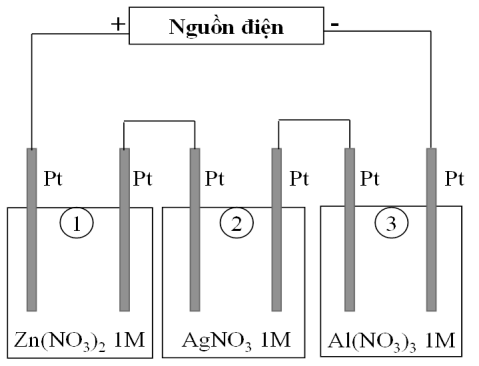 + Nguồn điện -
Pt Pt Pt Pt Pt Pt
1 2 3
Zn(NO₃)₂ 1M AgNO₃ 1M Al(NO₃)₃ 1M